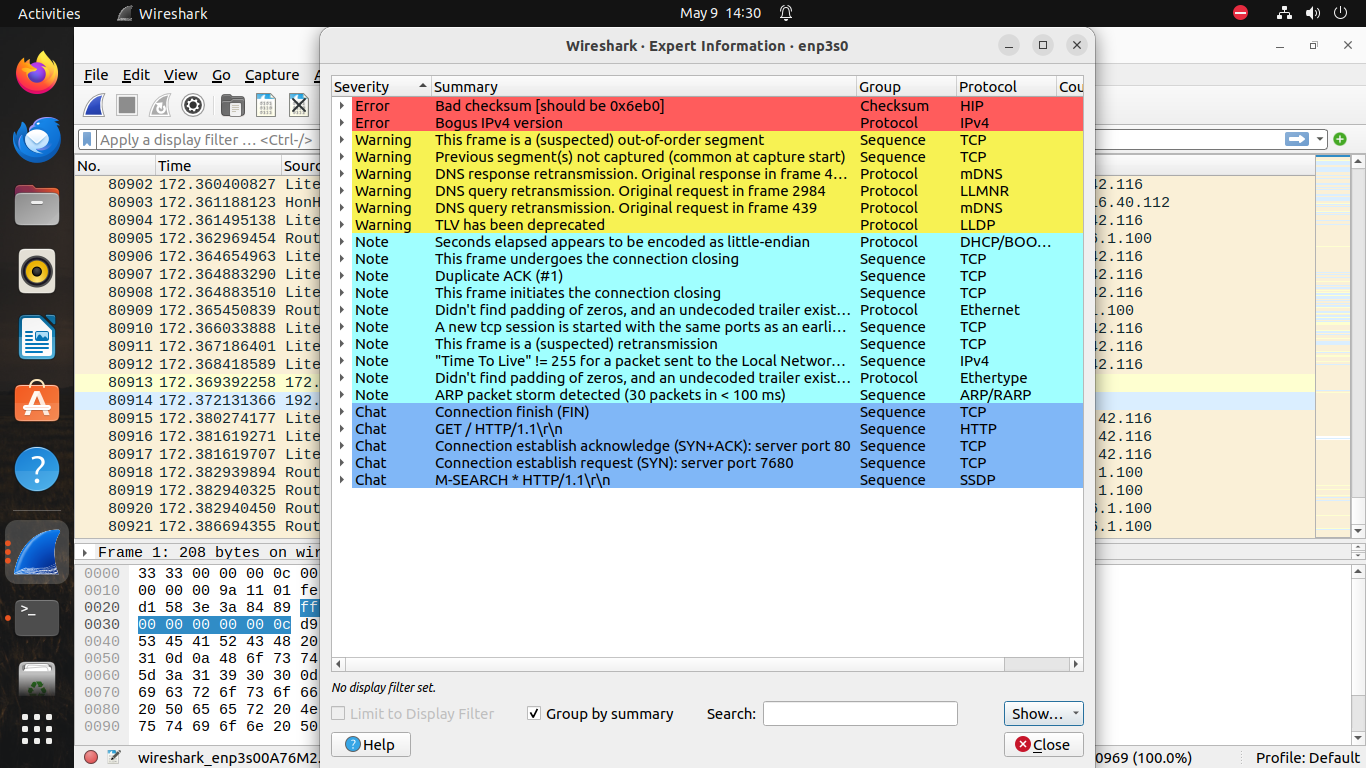 Activities
Wireshark
May 9 14:30
Wireshark · Expert Information · enp3s0
File Edit View Go Capture
Apply a display filter … <Ctrl-/>
No. Time
80902 172.360400827 Lite 42.116
80903 172.361188123 HonH 6.40.112
80904 172.361495138 Lite 42.116
80905 172.362969454 Rout .1.100
80906 172.364654963 Lite 42.116
80907 172.364883290 Lite 42.116
80908 172.364883510 Lite 42.116
80909 172.365450839 Rout .100
80910 172.366033888 Lite 42.116
80911 172.367186401 Lite 42.116
80912 172.368418589 Lite 42.116
80913 172.369392258 172.
80914 172.372131366 192.
80915 172.380274177 Lite 42.116
80916 172.381619271 Lite 42.116
80917 172.381619707 Lite 42.116
80918 172.382939894 Rout .1.100
80919 172.382940325 Rout .1.100
80920 172.382940450 Rout .1.100
80921 172.386694355 Rout .1.100
Severity Summary Group Protocol Cou
Error Bad checksum [should be 0x6eb0] Checksum HIP
Error Bogus IPv4 version Protocol IPv4
Warning This frame is a (suspected) out-of-order segment Sequence TCP
Warning Previous segment(s) not captured (common at capture start) Sequence TCP
Warning DNS response retransmission. Original response in frame 4… Protocol mDNS
Warning DNS query retransmission. Original request in frame 2984 Protocol LLMNR
Warning DNS query retransmission. Original request in frame 439 Protocol mDNS
Warning TLV has been deprecated Protocol LLDP
Note Seconds elapsed appears to be encoded as little-endian Protocol DHCP/BOO…
Note This frame undergoes the connection closing Sequence TCP
Note Duplicate ACK (#1) Sequence TCP
Note This frame initiates the connection closing Sequence TCP
Note Didn't find padding of zeros, and an undecoded trailer exist… Protocol Ethernet
Note A new tcp session is started with the same ports as an earli… Sequence TCP
Note This frame is a (suspected) retransmission Sequence TCP
Note "Time To Live" != 255 for a packet sent to the Local Networ… Sequence IPv4
Note Didn't find padding of zeros, and an undecoded trailer exist… Protocol Ethertype
Note ARP packet storm detected (30 packets in < 100 ms) Sequence ARP/RARP
Chat Connection finish (FIN) Sequence TCP
Chat GET / HTTP/1.1\r\n Sequence HTTP
Chat Connection establish acknowledge (SYN+ACK): server port 80 Sequence TCP
Chat Connection establish request (SYN): server port 7680 Sequence TCP
Chat M-SEARCH * HTTP/1.1\r\n Sequence SSDP
Frame 1: 208 bytes on wir
0000 33 33 00 00 00 0c 00
0010 00 00 00 9a 11 01 fe
0020 d1 58 3e 3a 84 89 ff
0030 00 00 00 00 00 0c d9
0040 53 45 41 52 43 48 20
0050 31 0d 0a 48 6f 73 74
0060 5d 3a 31 39 30 30 0d
0070 69 63 72 6f 73 6f 66
0080 20 50 65 65 72 20 4e
0090 75 74 69 6f 6e 20 50
No display filter set.
Limit to Display Filter
Group by summary
Search:
Show…
Help
Close
wireshark_enp3s00A76M2. 0969 (100.0%) Profile: Default